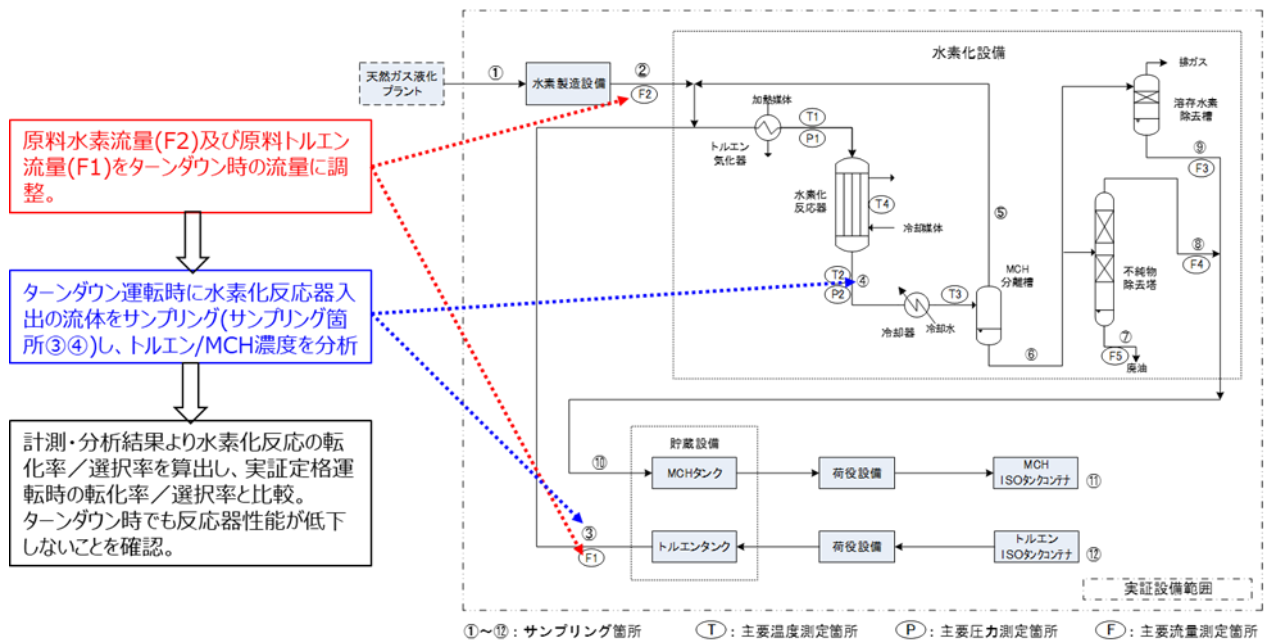 原料水素流量(F2)及び原料トルエン
流量(F1)をターンダウン時の流量に調
整。
ターンダウン運転時に水素化反応器入
出の流体をサンプリング(サンプリング箇
所③④)し、トルエン/MCH濃度を分析
計測・分析結果より水素化反応の転
化率／選択率を算出し、実証定格運
転時の転化率／選択率と比較。
ターンダウン時でも反応器性能が低下
しないことを確認。
天然ガス液化
プラント
①
水素製造設備
②
F2
水素化設備
加熱媒体
トルエン
気化器
T1
P1
水素化
反応器
T4
冷却媒体
T2
P2
④
冷却器
冷却水
T3
MCH
分離槽
⑤
⑥
排ガス
溶存水素
除去槽
⑨
F3
⑧
F4
不純物
除去塔
⑦
F5
廃油
⑩
貯蔵設備
MCHタンク
荷役設備
MCH
ISOタンクコンテナ
⑪
③
F1
トルエンタンク
荷役設備
トルエン
ISOタンクコンテナ
⑫
実証設備範囲
①～⑫：サンプリング箇所
T：主要温度測定箇所
P：主要圧力測定箇所
F：主要流量測定箇所